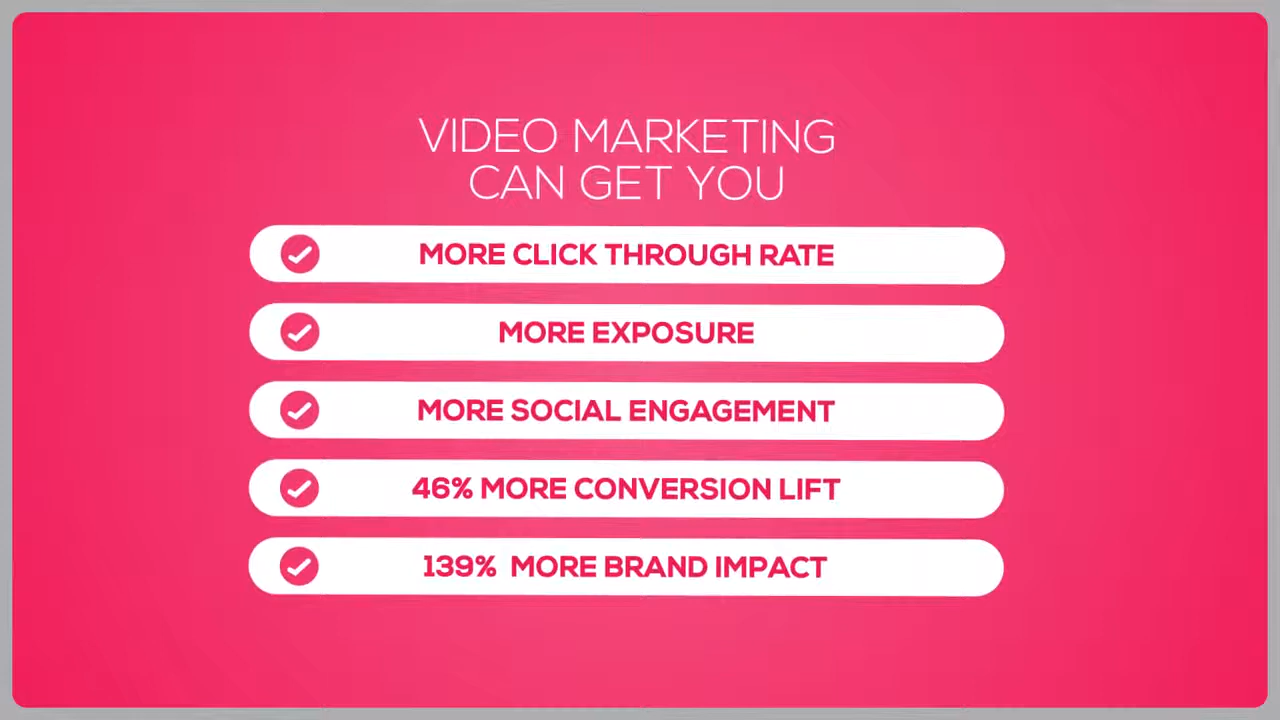 VIDEO MARKETING
CAN GET YOU
MORE CLICK THROUGH RATE
MORE EXPOSURE
MORE SOCIAL ENGAGEMENT
46% MORE CONVERSION LIFT
139% MORE BRAND IMPACT